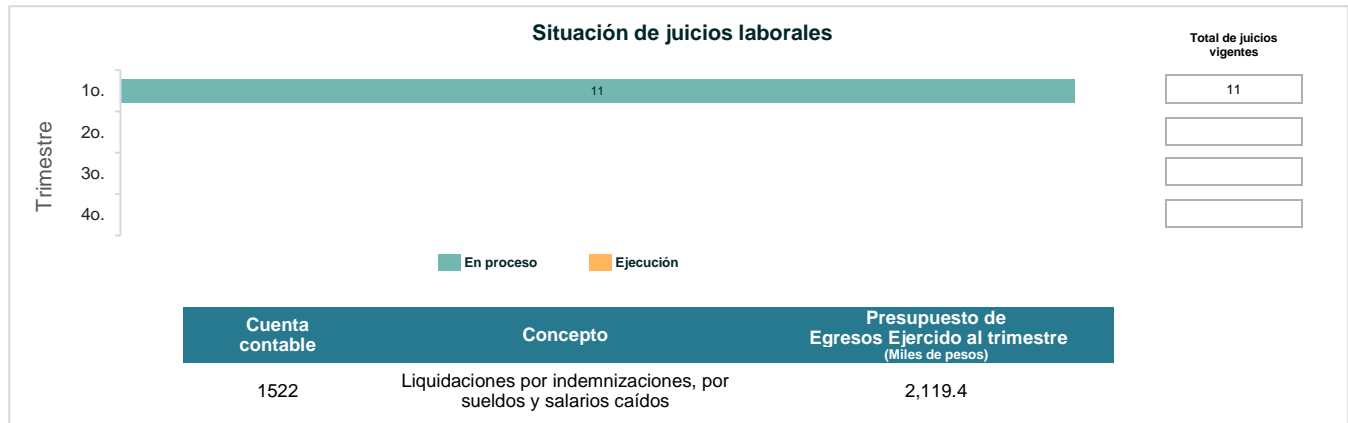 Situación de juicios laborales
Total de juicios
vigentes
Trimestre
1o.
11
11
2o.
3o.
4o.
En proceso
Ejecución
Cuenta
contable
Concepto
Presupuesto de
Egresos Ejercido al trimestre
(Miles de pesos)
1522
Liquidaciones por indemnizaciones, por
sueldos y salarios caídos
2,119.4